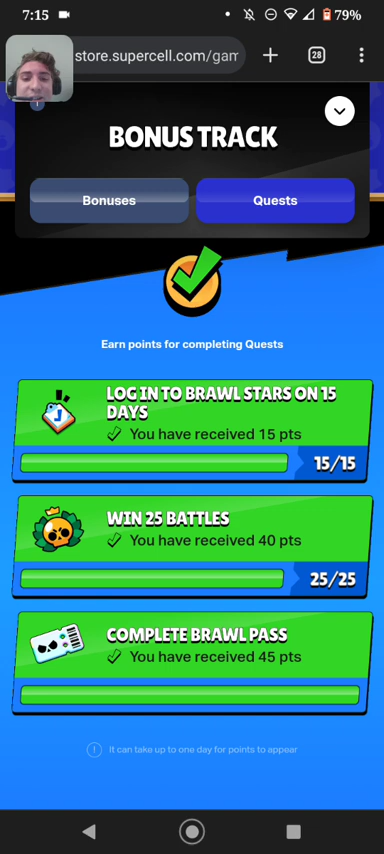 7:15
79%
store.supercell.com/gam
28
BONUS TRACK
Bonuses
Quests
Earn points for completing Quests
LOG IN TO BRAWL STARS ON 15
DAYS
You have received 15 pts
15/15
WIN 25 BATTLES
You have received 40 pts
25/25
COMPLETE BRAWL PASS
You have received 45 pts
It can take up to one day for points to appear